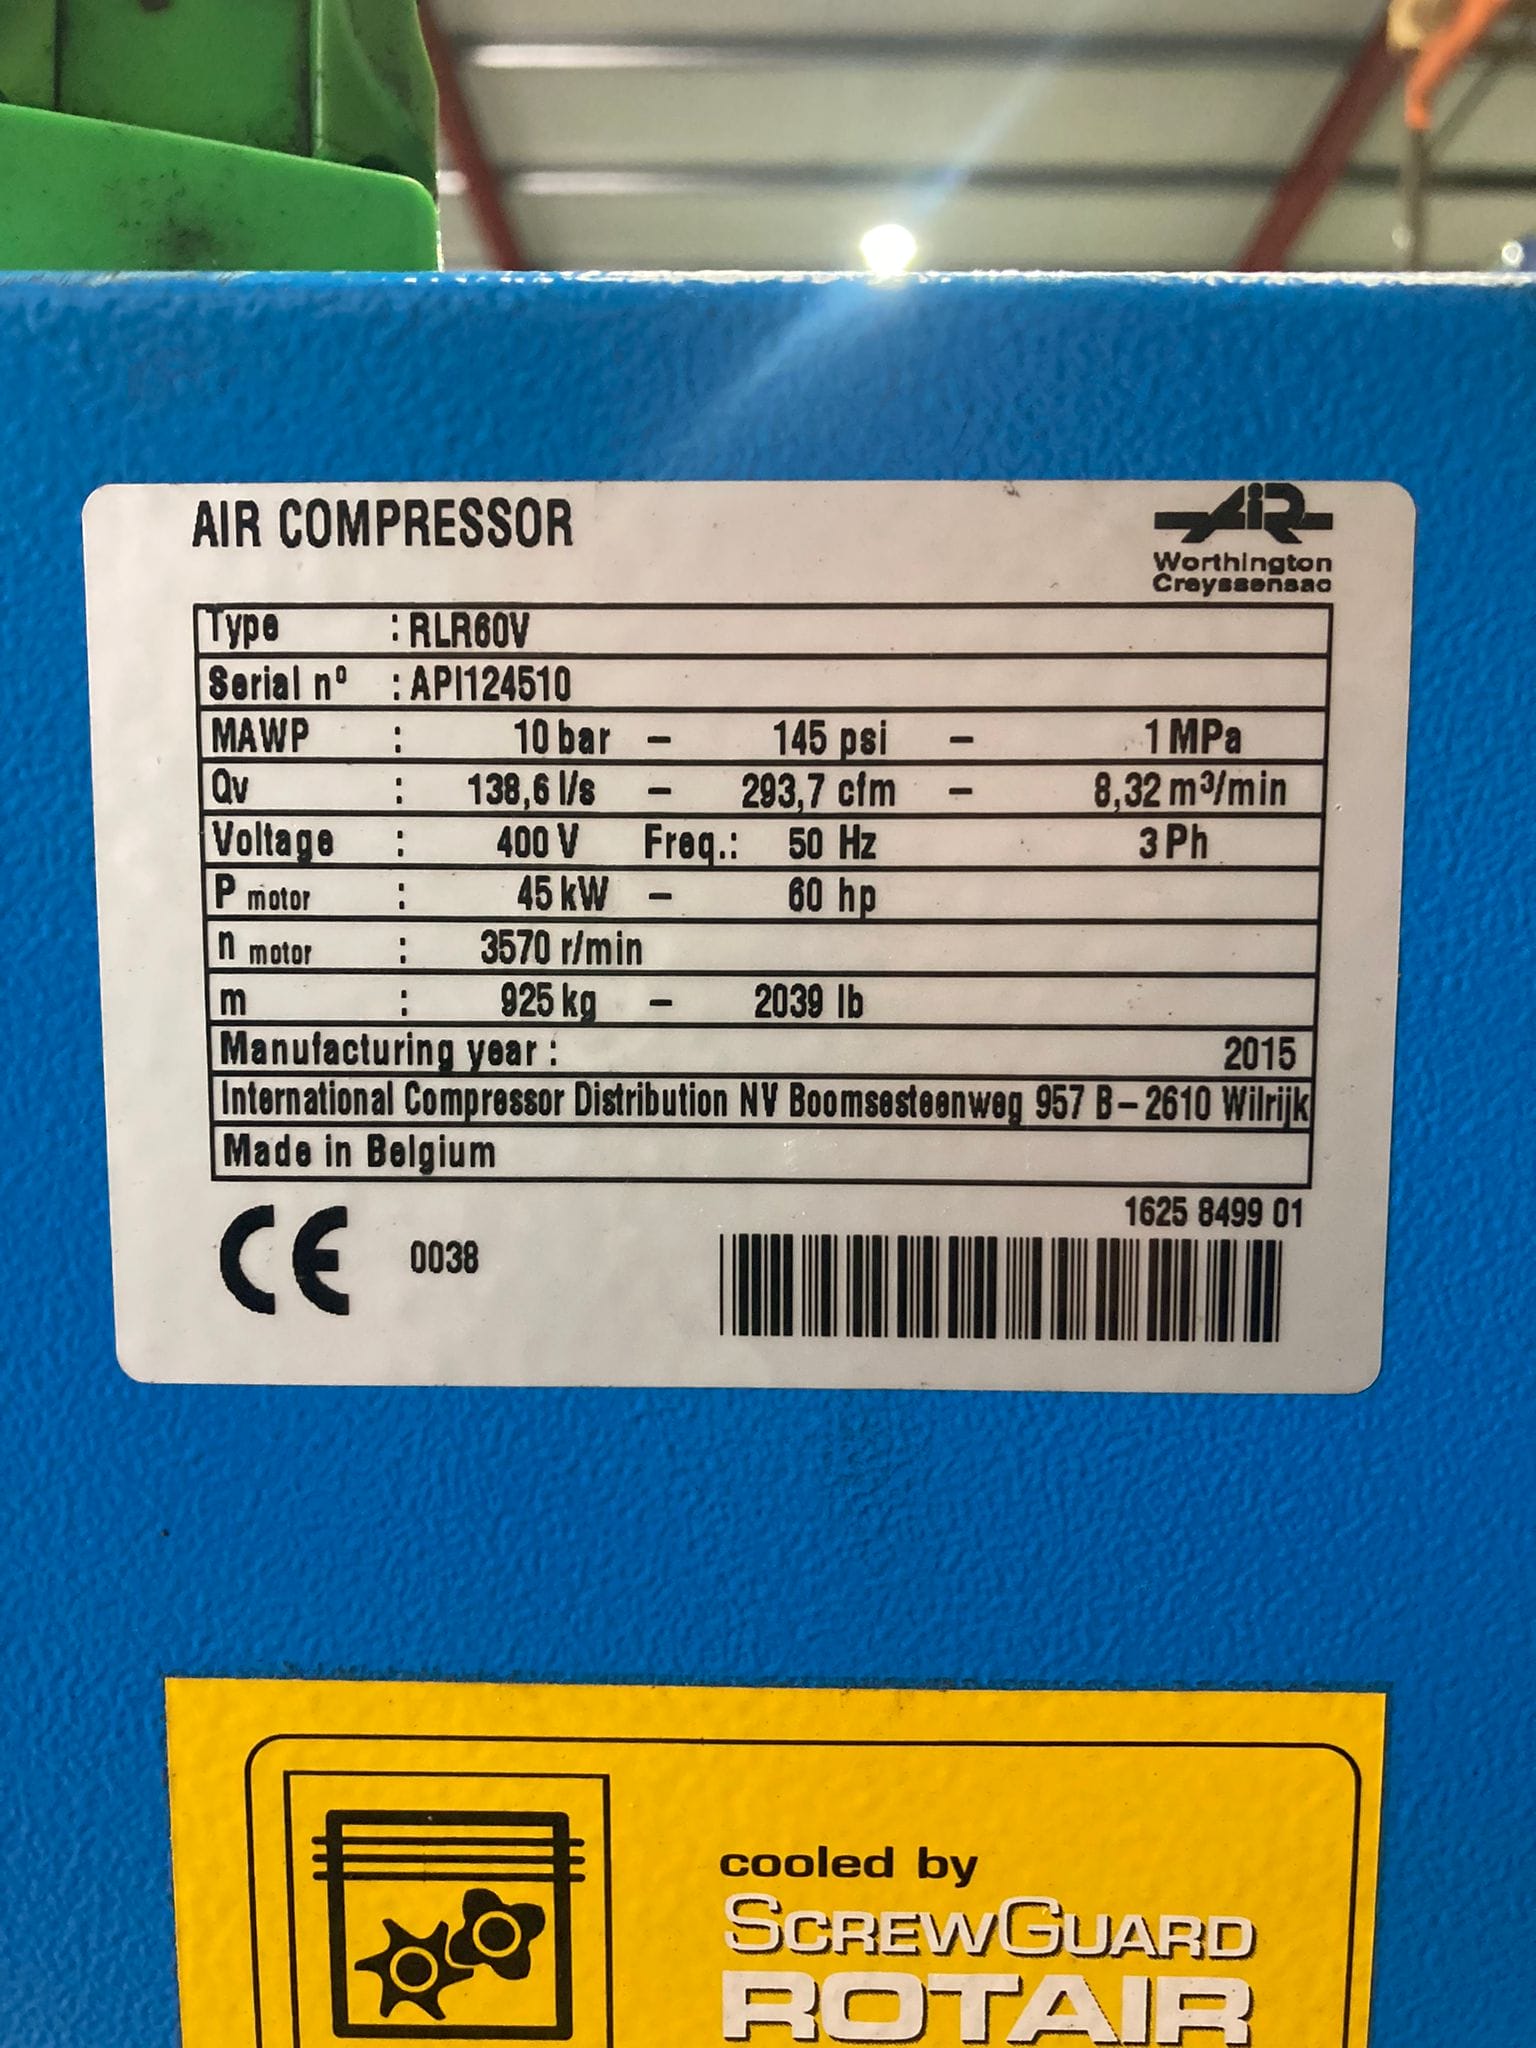 AIR COMPRESSOR
AiR
Worthington
Creyssensac
Type : RLR60V
Serial nº : API124510
MAWP : 10 bar – 145 psi – 1 MPa
Qv : 138,6 l/s – 293,7 cfm – 8,32 m³/min
Voltage : 400 V Freq.: 50 Hz 3 Ph
P motor : 45 kW – 60 hp
n motor : 3570 r/min
m : 925 kg – 2039 lb
Manufacturing year : 2015
International Compressor Distribution NV Boomsesteenweg 957 B – 2610 Wilrijk
Made in Belgium
1625 8499 01
CE 0038
cooled by
SCREWGUARD
ROTAIR